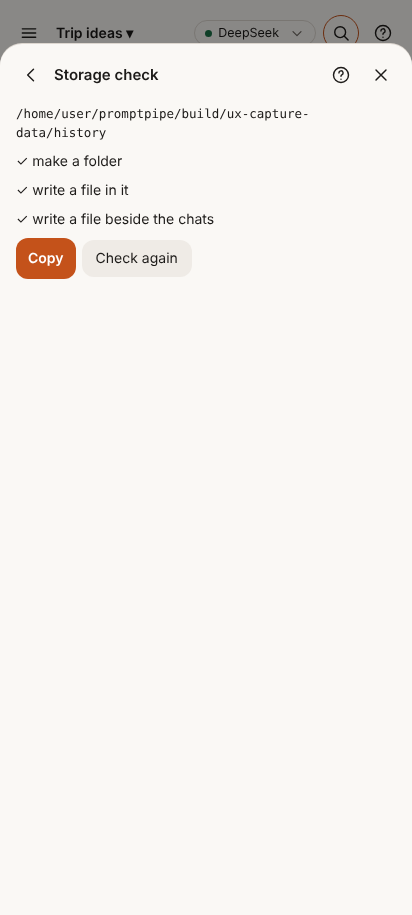 Trip ideas ▾
DeepSeek
Storage check
/home/user/promptpipe/build/ux-capture-
data/history
✓ make a folder
✓ write a file in it
✓ write a file beside the chats
Copy
Check again